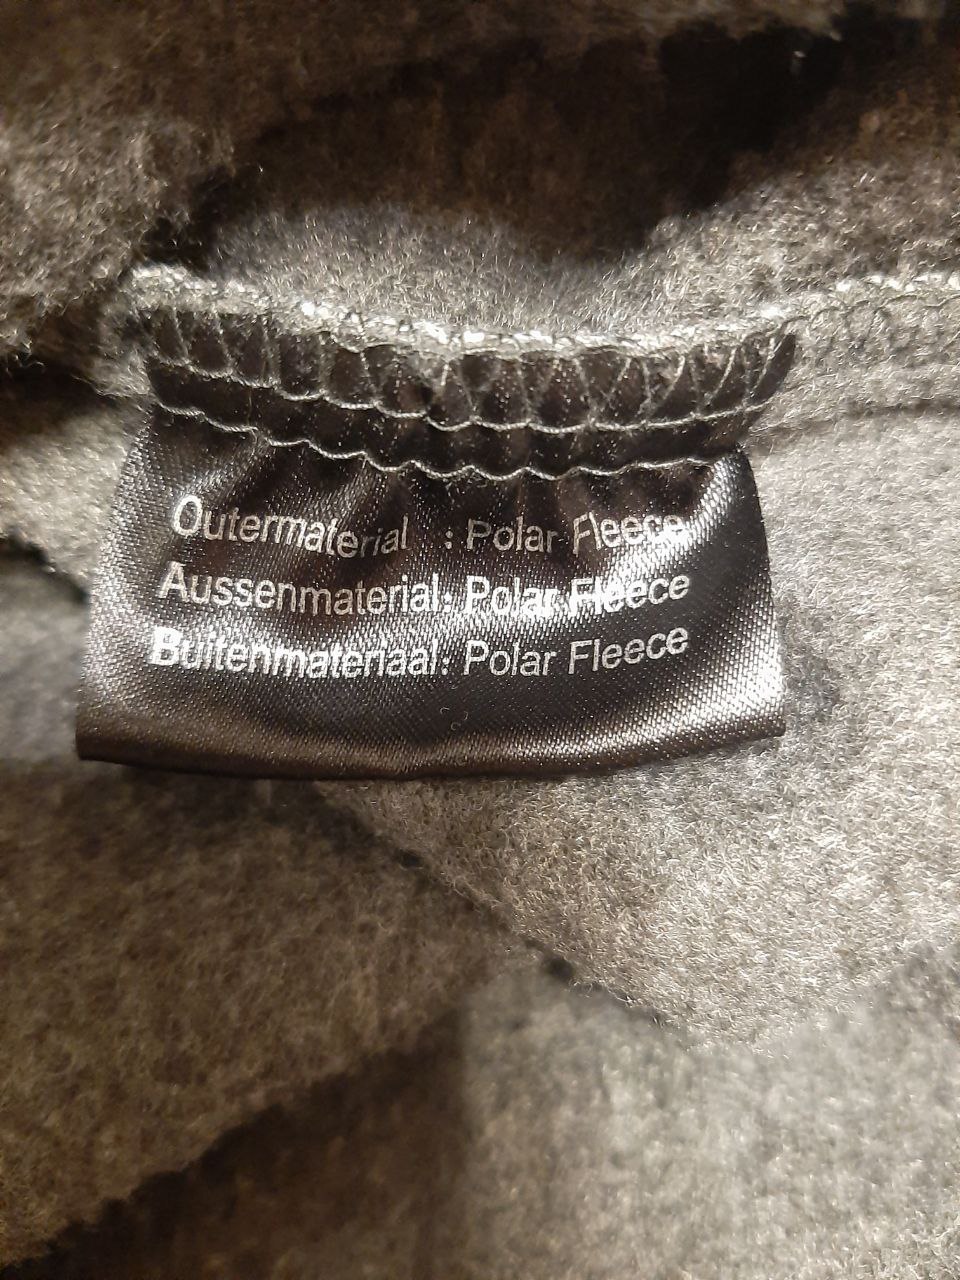 Outermaterial : Polar Fleece
Aussenmaterial: Polar Fleece
Buitenmateriaal: Polar Fleece